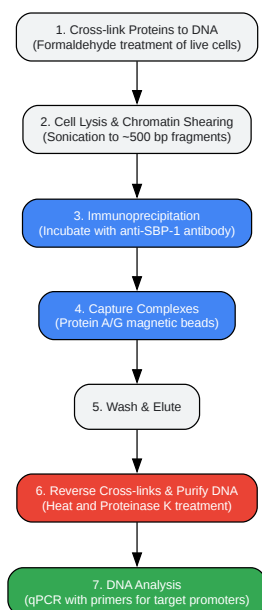 1. Cross-link Proteins to DNA
(Formaldehyde treatment of live cells)
2. Cell Lysis & Chromatin Shearing
(Sonication to ~500 bp fragments)
3. Immunoprecipitation
(Incubate with anti-SBP-1 antibody)
4. Capture Complexes
(Protein A/G magnetic beads)
5. Wash & Elute
6. Reverse Cross-links & Purify DNA
(Heat and Proteinase K treatment)
7. DNA Analysis
(qPCR with primers for target promoters)